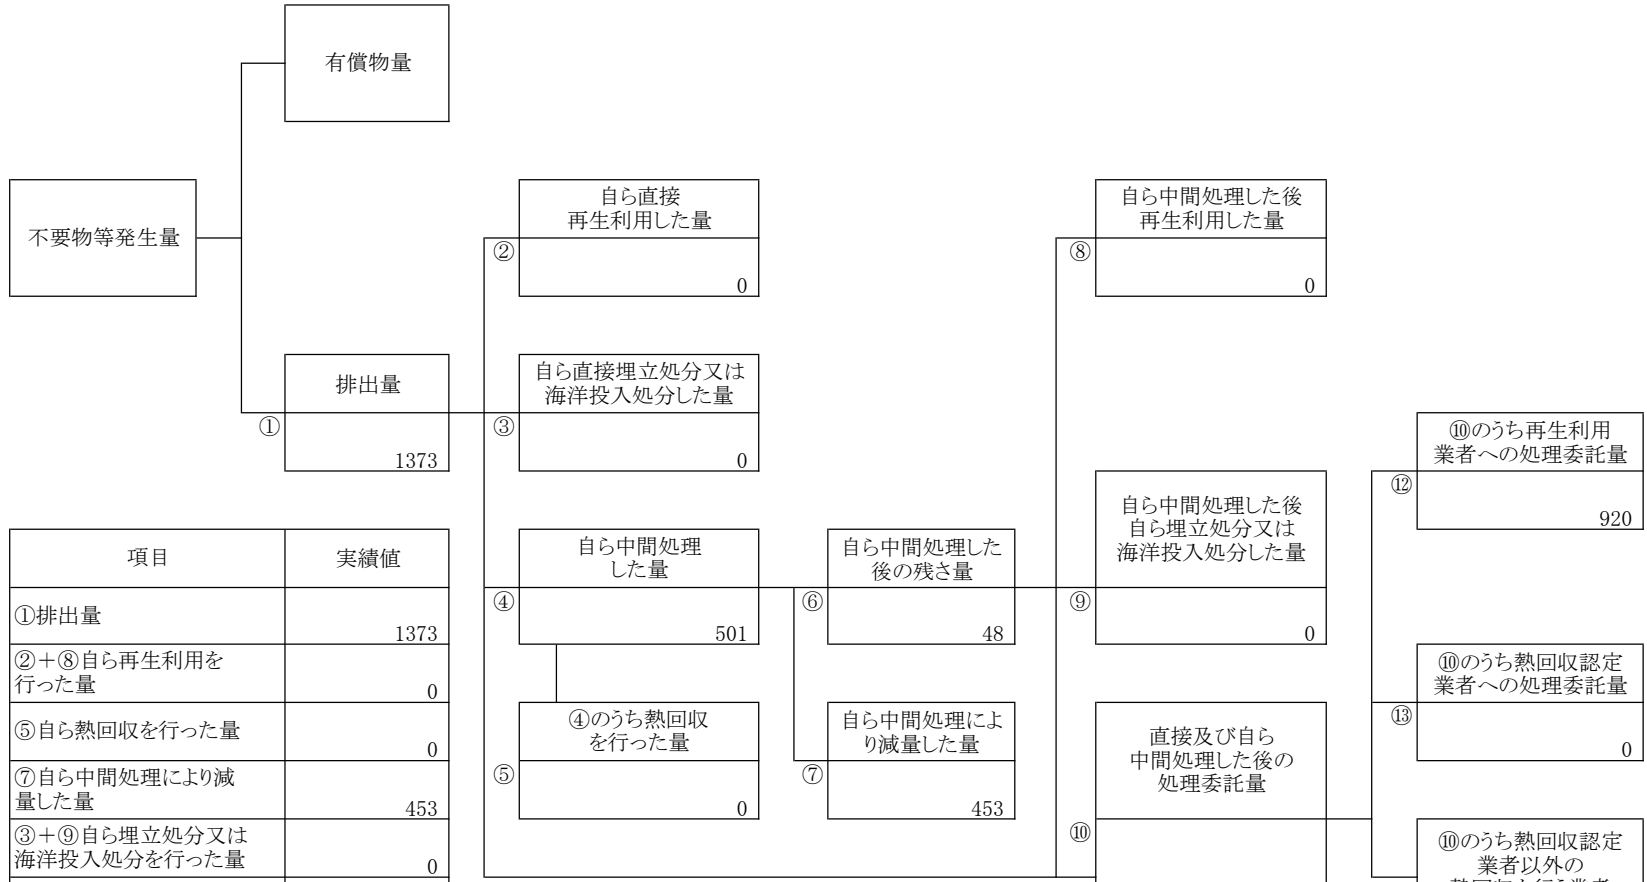 有償物量
不要物等発生量
自ら直接
再生利用した量
②
0
自ら中間処理した後
再生利用した量
⑧
0
排出量
①
1373
自ら直接埋立処分又は
海洋投入処分した量
③
0
⑩のうち再生利用
業者への処理委託量
⑫
920
自ら中間処理した後
自ら埋立処分又は
海洋投入処分した量
⑨
0
自ら中間処理
した量
④
501
自ら中間処理した
後の残さ量
⑥
48
⑩のうち熱回収認定
業者への処理委託量
⑬
0
④のうち熱回収
を行った量
⑤
0
自ら中間処理によ
り減量した量
⑦
453
直接及び自ら
中間処理した後の
処理委託量
⑩
⑩のうち熱回収認定
業者以外の
項目
実績値
①排出量
1373
②+⑧自ら再生利用を
行った量
0
⑤自ら熱回収を行った量
0
⑦自ら中間処理により減
量した量
453
③+⑨自ら埋立処分又は
海洋投入処分を行った量
0